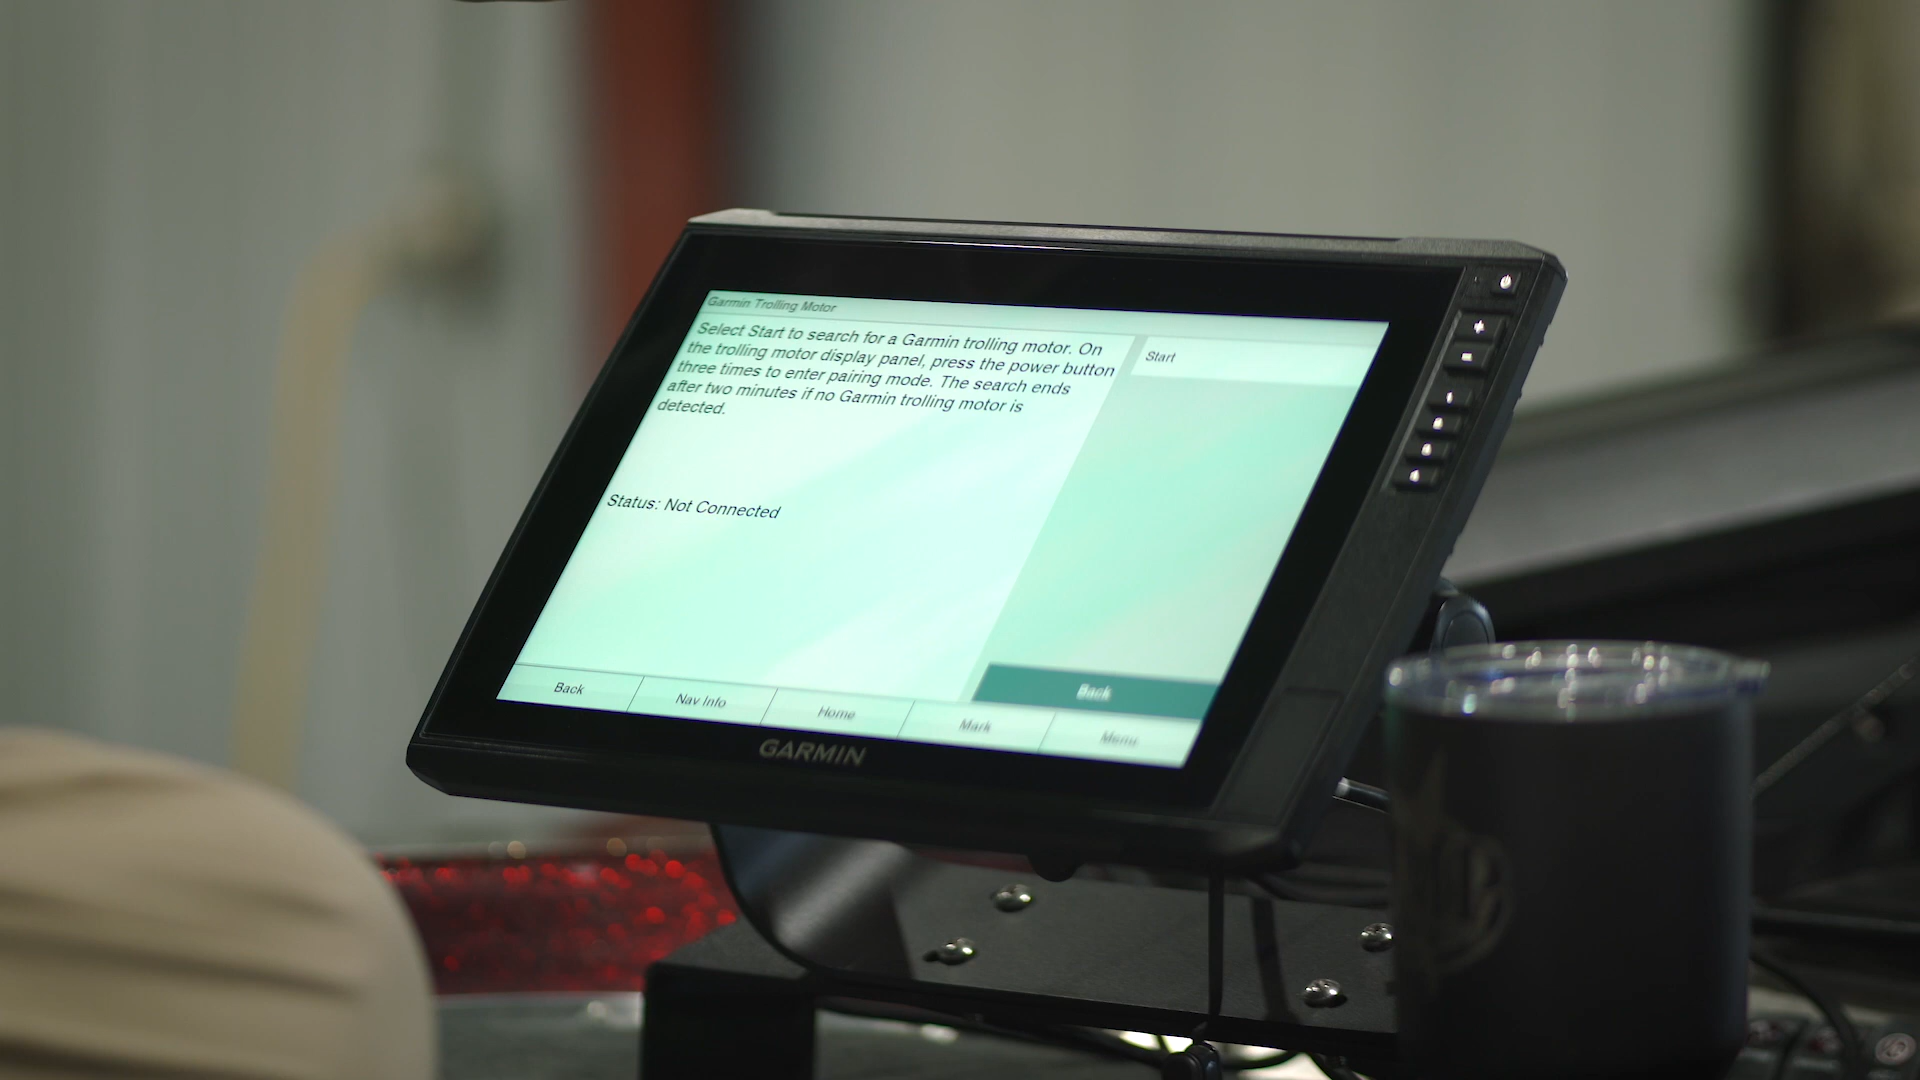 Garmin Trolling Motor
Select Start to search for a Garmin trolling motor. On
the trolling motor display panel, press the power button
three times to enter pairing mode. The search ends
after two minutes if no Garmin trolling motor is
detected.
Start
Status: Not Connected
Back
Back
Nav Info
Home
Mark
Menu
GARMIN